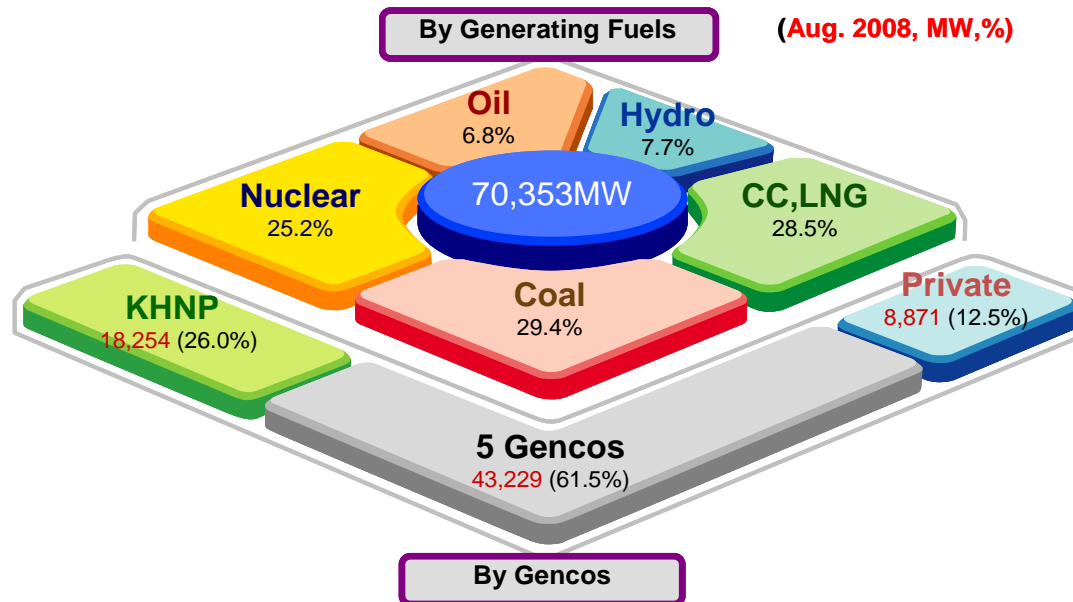 By Generating Fuels
(Aug. 2008, MW,%)
Oil
6.8%
Hydro
7.7%
Nuclear
25.2%
70,353MW
CC,LNG
28.5%
Coal
29.4%
KHNP
18,254 (26.0%)
Private
8,871 (12.5%)
5 Gencos
43,229 (61.5%)
By Gencos